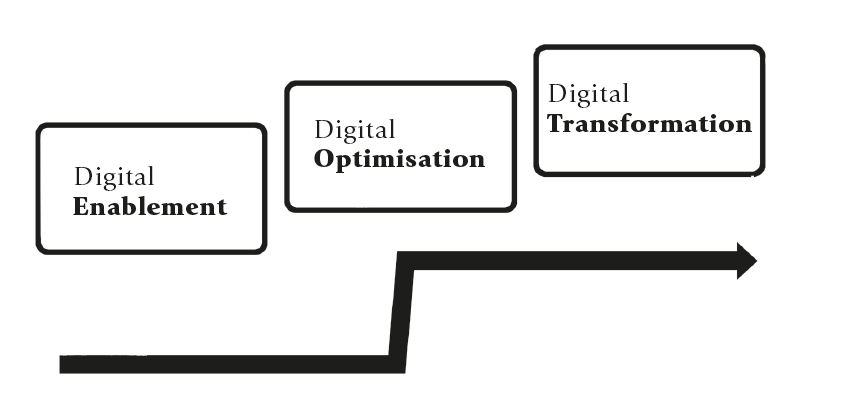 Digital
Enablement
Digital
Optimisation
Digital
Transformation